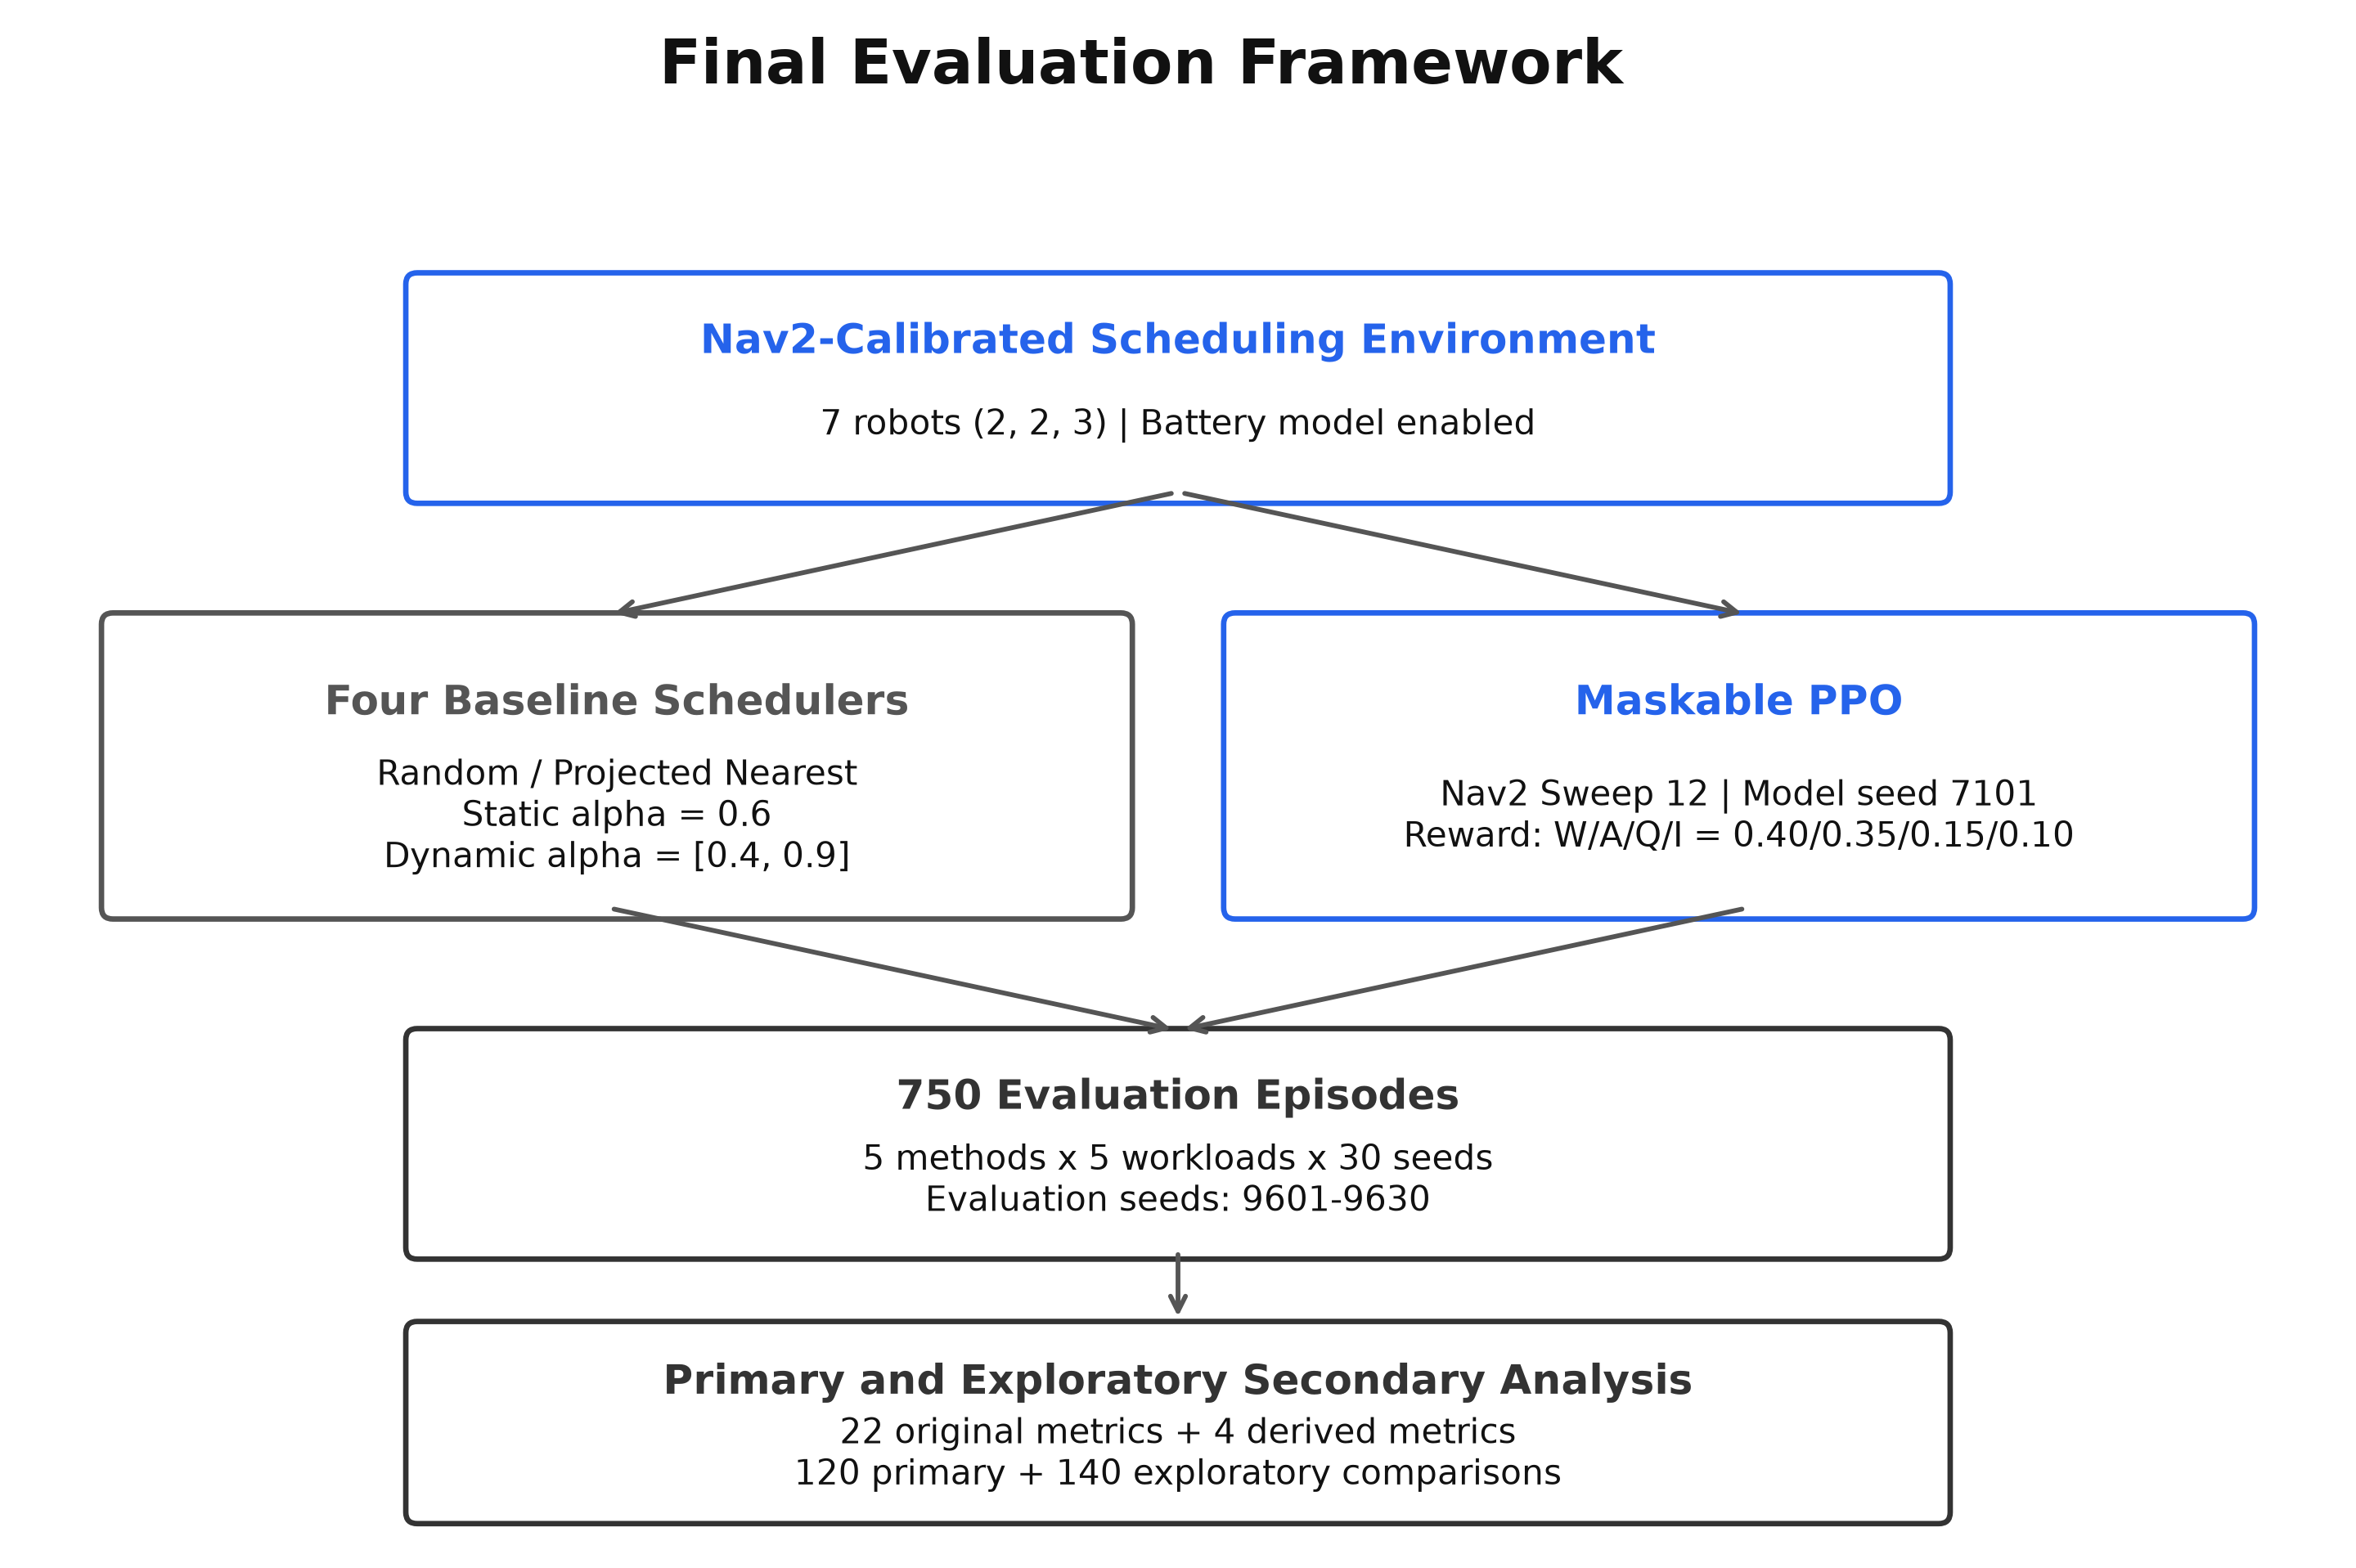 Final Evaluation Framework
Nav2-Calibrated Scheduling Environment
7 robots (2, 2, 3) | Battery model enabled
Four Baseline Schedulers
Random / Projected Nearest
Static alpha = 0.6
Dynamic alpha = [0.4, 0.9]
Maskable PPO
Nav2 Sweep 12 | Model seed 7101
Reward: W/A/Q/I = 0.40/0.35/0.15/0.10
750 Evaluation Episodes
5 methods x 5 workloads x 30 seeds
Evaluation seeds: 9601-9630
Primary and Exploratory Secondary Analysis
22 original metrics + 4 derived metrics
120 primary + 140 exploratory comparisons